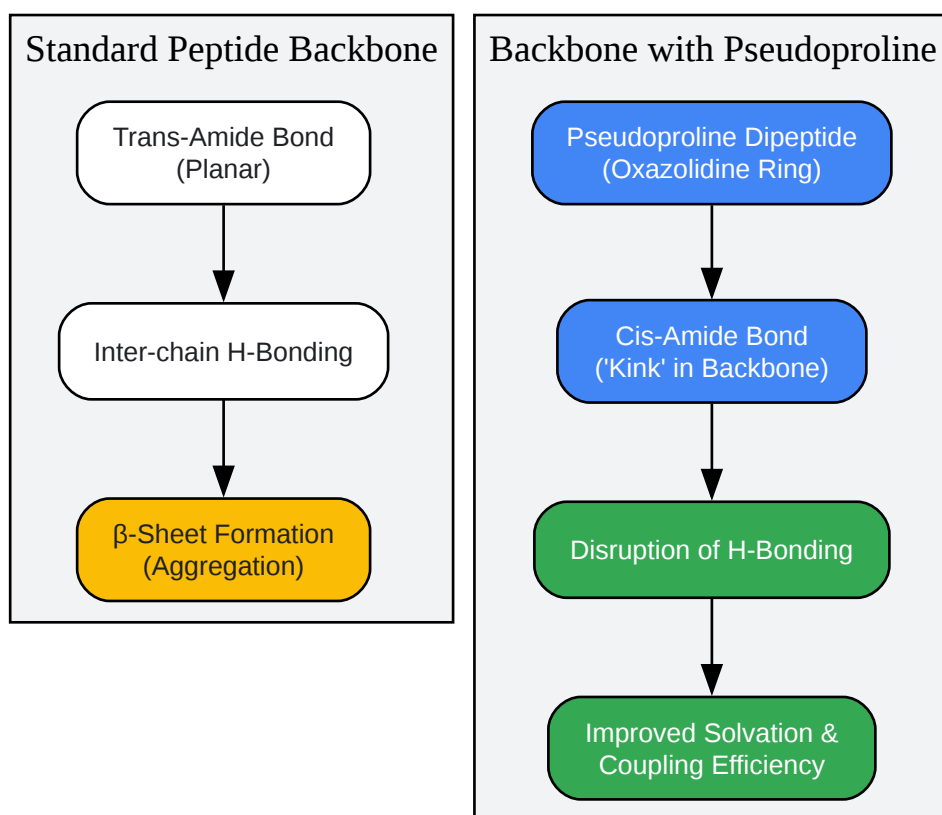 Standard Peptide Backbone
Trans-Amide Bond
(Planar)
Inter-chain H-Bonding
β-Sheet Formation
(Aggregation)
Backbone with Pseudoproline
Pseudoproline Dipeptide
(Oxazolidine Ring)
Cis-Amide Bond
('Kink' in Backbone)
Disruption of H-Bonding
Improved Solvation &
Coupling Efficiency